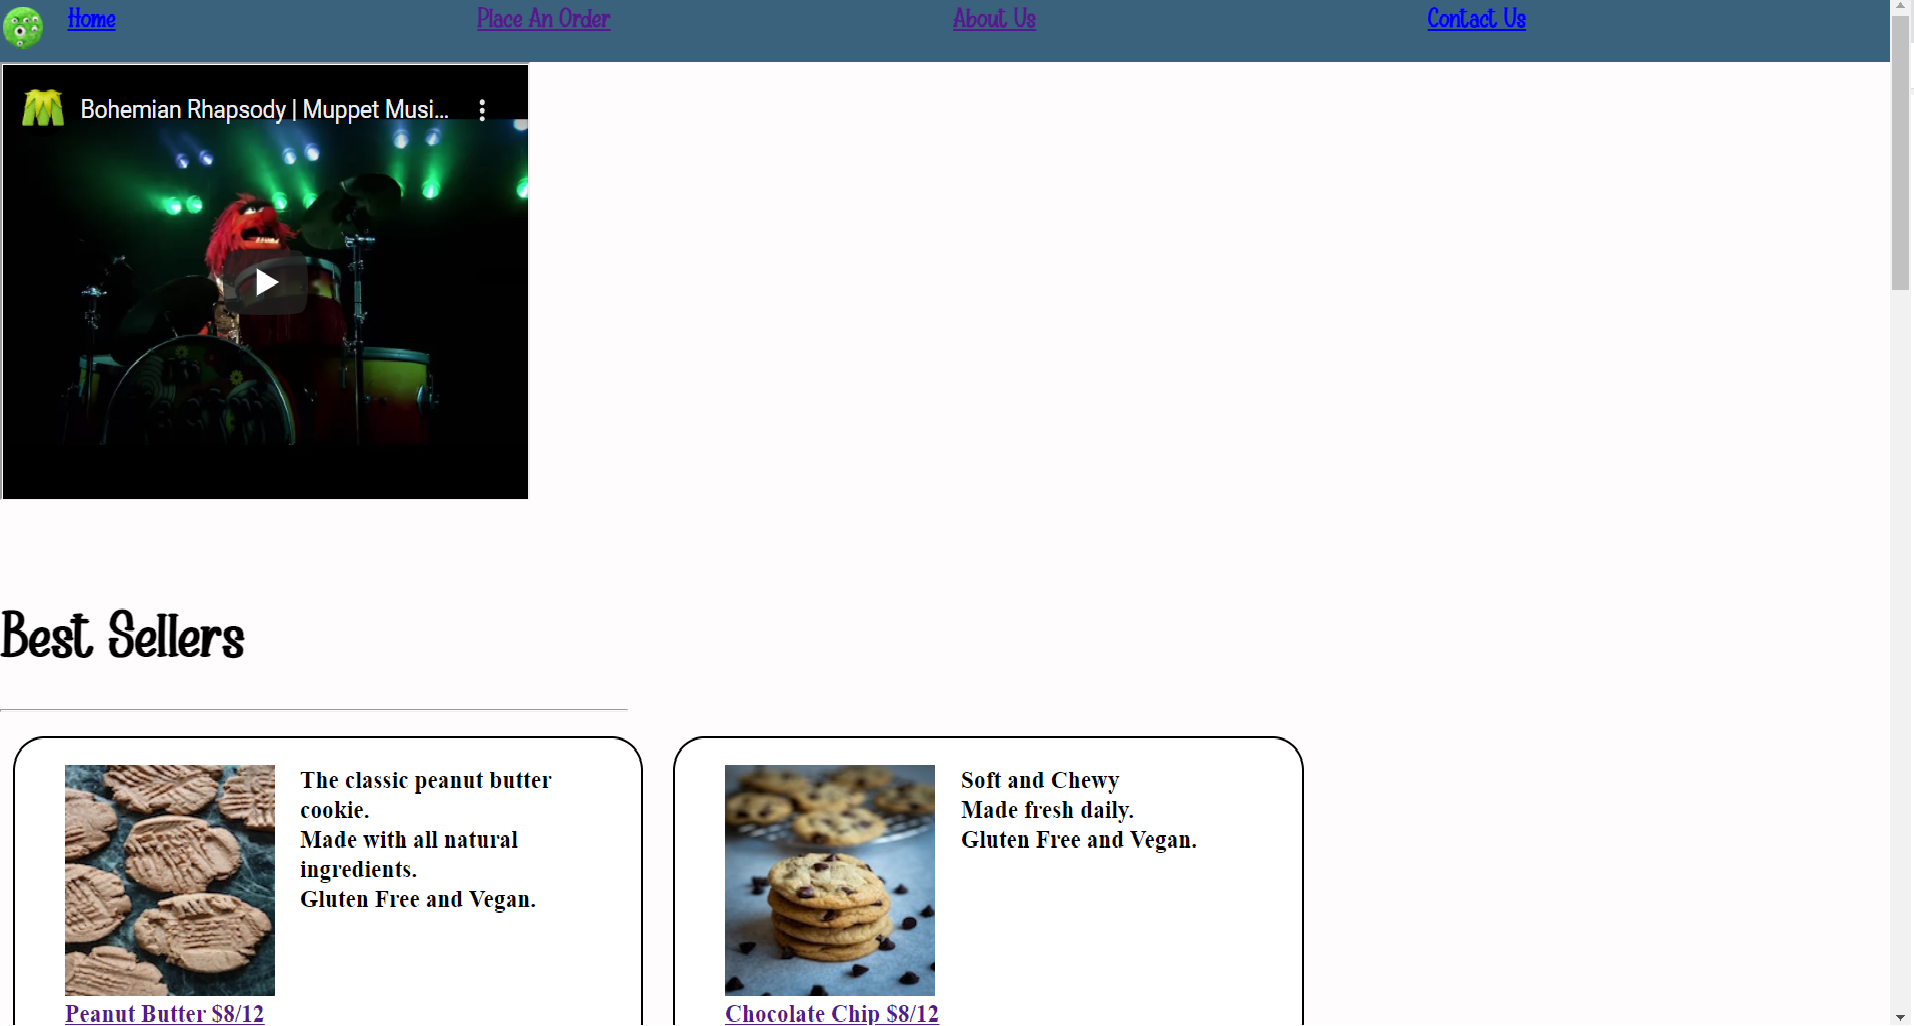 Home
Place An Order
About Us
Contact Us
Bohemian Rhapsody | Muppet Musi...
Best Sellers
The classic peanut butter
cookie.
Made with all natural
ingredients.
Gluten Free and Vegan.
Peanut Butter $8/12
Soft and Chewy
Made fresh daily.
Gluten Free and Vegan.
Chocolate Chip $8/12